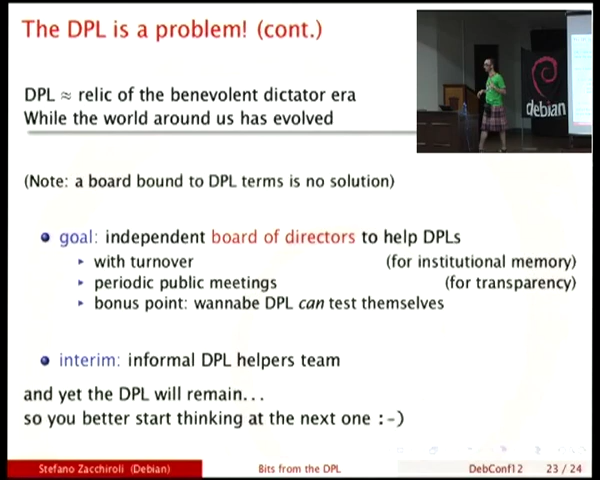 The DPL is a problem! (cont.)
DPL ≈ relic of the benevolent dictator era
While the world around us has evolved
debian
(Note: a board bound to DPL terms is no solution)
goal: independent board of directors to help DPLs
with turnover (for institutional memory)
periodic public meetings (for transparency)
bonus point: wannabe DPL can test themselves
interim: informal DPL helpers team
and yet the DPL will remain...
so you better start thinking at the next one :-)
Stefano Zacchiroli (Debian) Bits from the DPL DebConf12 23 / 24